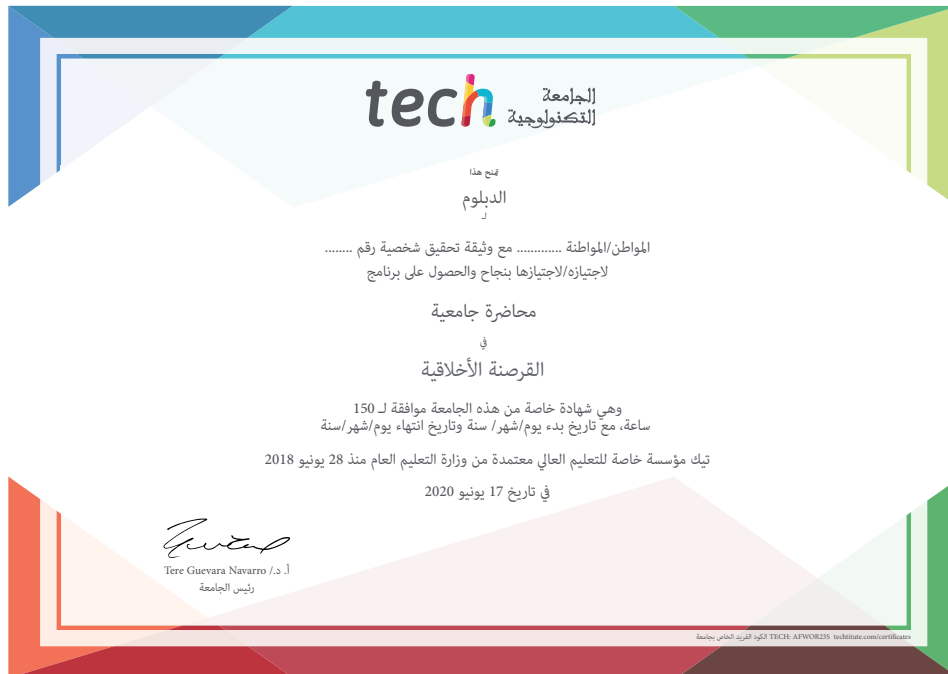 tech الجامعة
التكنولوجية
تمنح هذا
الدبلوم
لـ
المواطن/المواطنة ............. مع وثيقة تحقيق شخصية رقم ........
لاجتيازه/لاجتيازها بنجاح والحصول على برنامج
محاضرة جامعية
في
القرصنة الأخلاقية
وهي شهادة خاصة من هذه الجامعة موافقة لـ 150
ساعة، مع تاريخ بدء يوم/شهر/ سنة وتاريخ انتهاء يوم/شهر/سنة
تيك مؤسسة خاصة للتعليم العالي معتمدة من وزارة التعليم العام منذ 28 يونيو 2018
في تاريخ 17 يونيو 2020
أ. د./ Tere Guevara Navarro
رئيس الجامعة
الكود الفريد الخاص بجامعة TECH: AFWOR23S techtitute.com/certificates